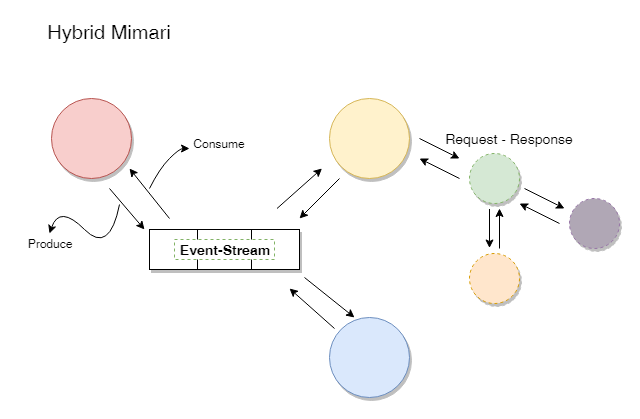 Hybrid Mimari
Consume
Request - Response
Produce
Event-Stream